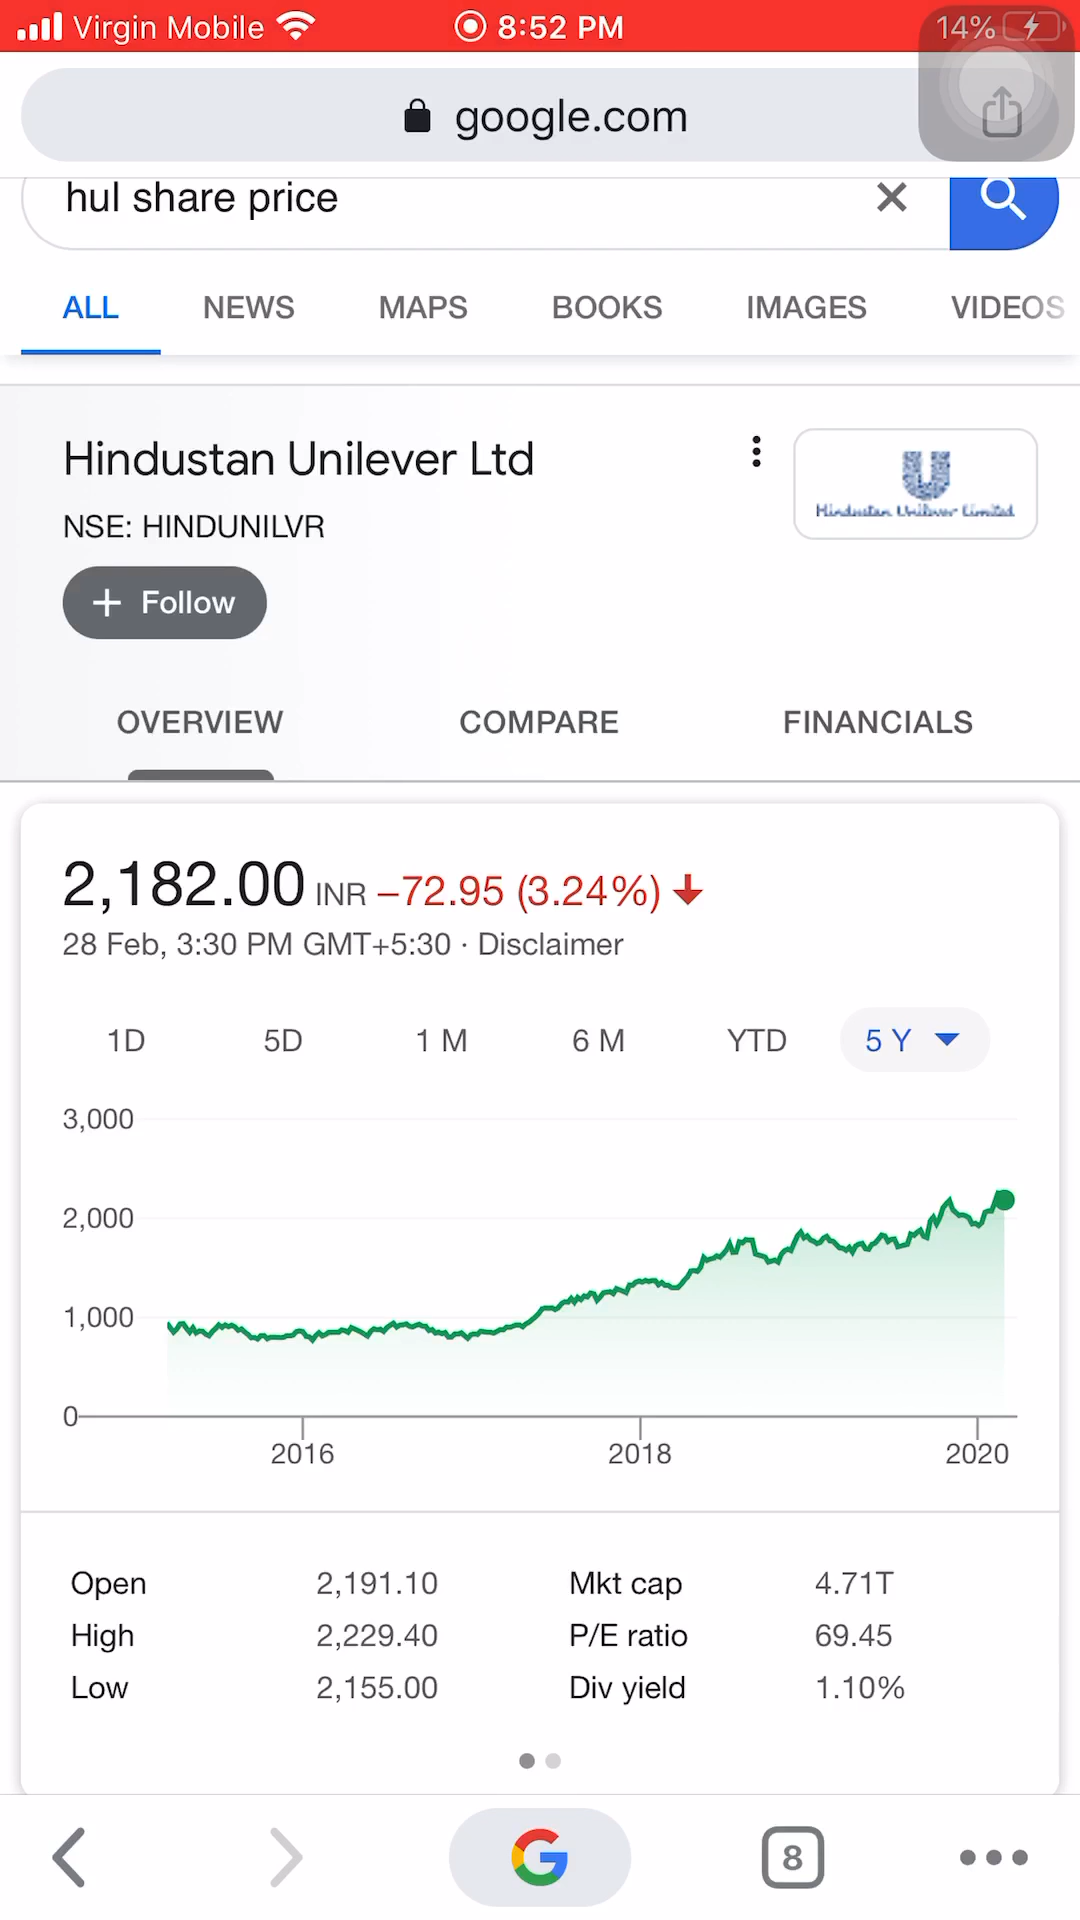 Virgin Mobile 8:52 PM 14%
google.com
hul share price
ALL NEWS MAPS BOOKS IMAGES VIDEOS
Hindustan Unilever Ltd
Hindustan Unilever Limited
NSE: HINDUNILVR
+ Follow
OVERVIEW COMPARE FINANCIALS
2,182.00 INR −72.95 (3.24%)
28 Feb, 3:30 PM GMT+5:30 · Disclaimer
1D 5D 1 M 6 M YTD 5 Y
3,000
2,000
1,000
0
2016 2018 2020
Open 2,191.10 Mkt cap 4.71T
High 2,229.40 P/E ratio 69.45
Low 2,155.00 Div yield 1.10%
8